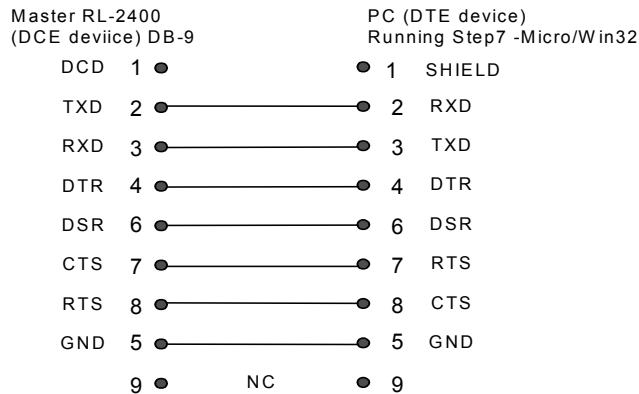 Master RL-2400 PC (DTE device)
(DCE deviice) DB-9 Running Step7 -Micro/Win32
DCD 1 1 SHIELD
TXD 2 2 RXD
RXD 3 3 TXD
DTR 4 4 DTR
DSR 6 6 DSR
CTS 7 7 RTS
RTS 8 8 CTS
GND 5 5 GND
9 NC 9